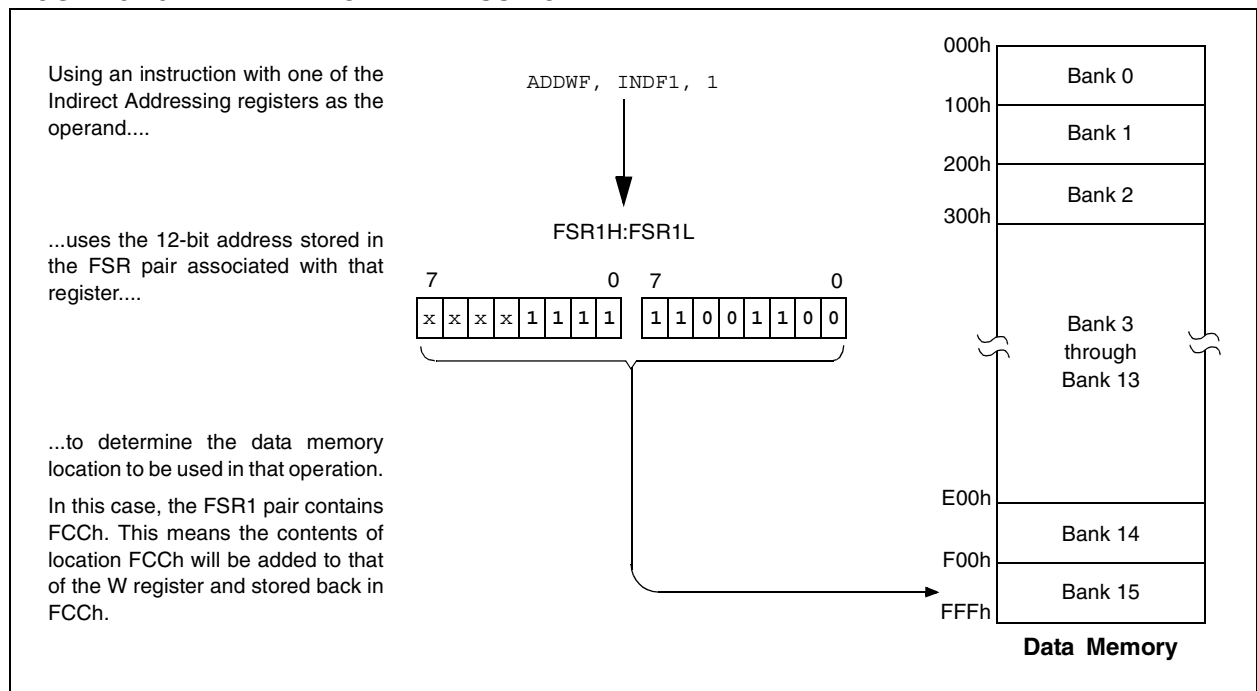 Using an instruction with one of the
Indirect Addressing registers as the
operand....
ADDWF, INDF1, 1
...uses the 12-bit address stored in
the FSR pair associated with that
register....
FSR1H:FSR1L
7 0 7 0
x x x x 1 1 1 1 1 1 0 0 1 1 0 0
...to determine the data memory
location to be used in that operation.
In this case, the FSR1 pair contains
FCCh. This means the contents of
location FCCh will be added to that
of the W register and stored back in
FCCh.
000h
Bank 0
100h
Bank 1
200h
Bank 2
300h
Bank 3
through
Bank 13
E00h
Bank 14
F00h
Bank 15
FFFh
Data Memory